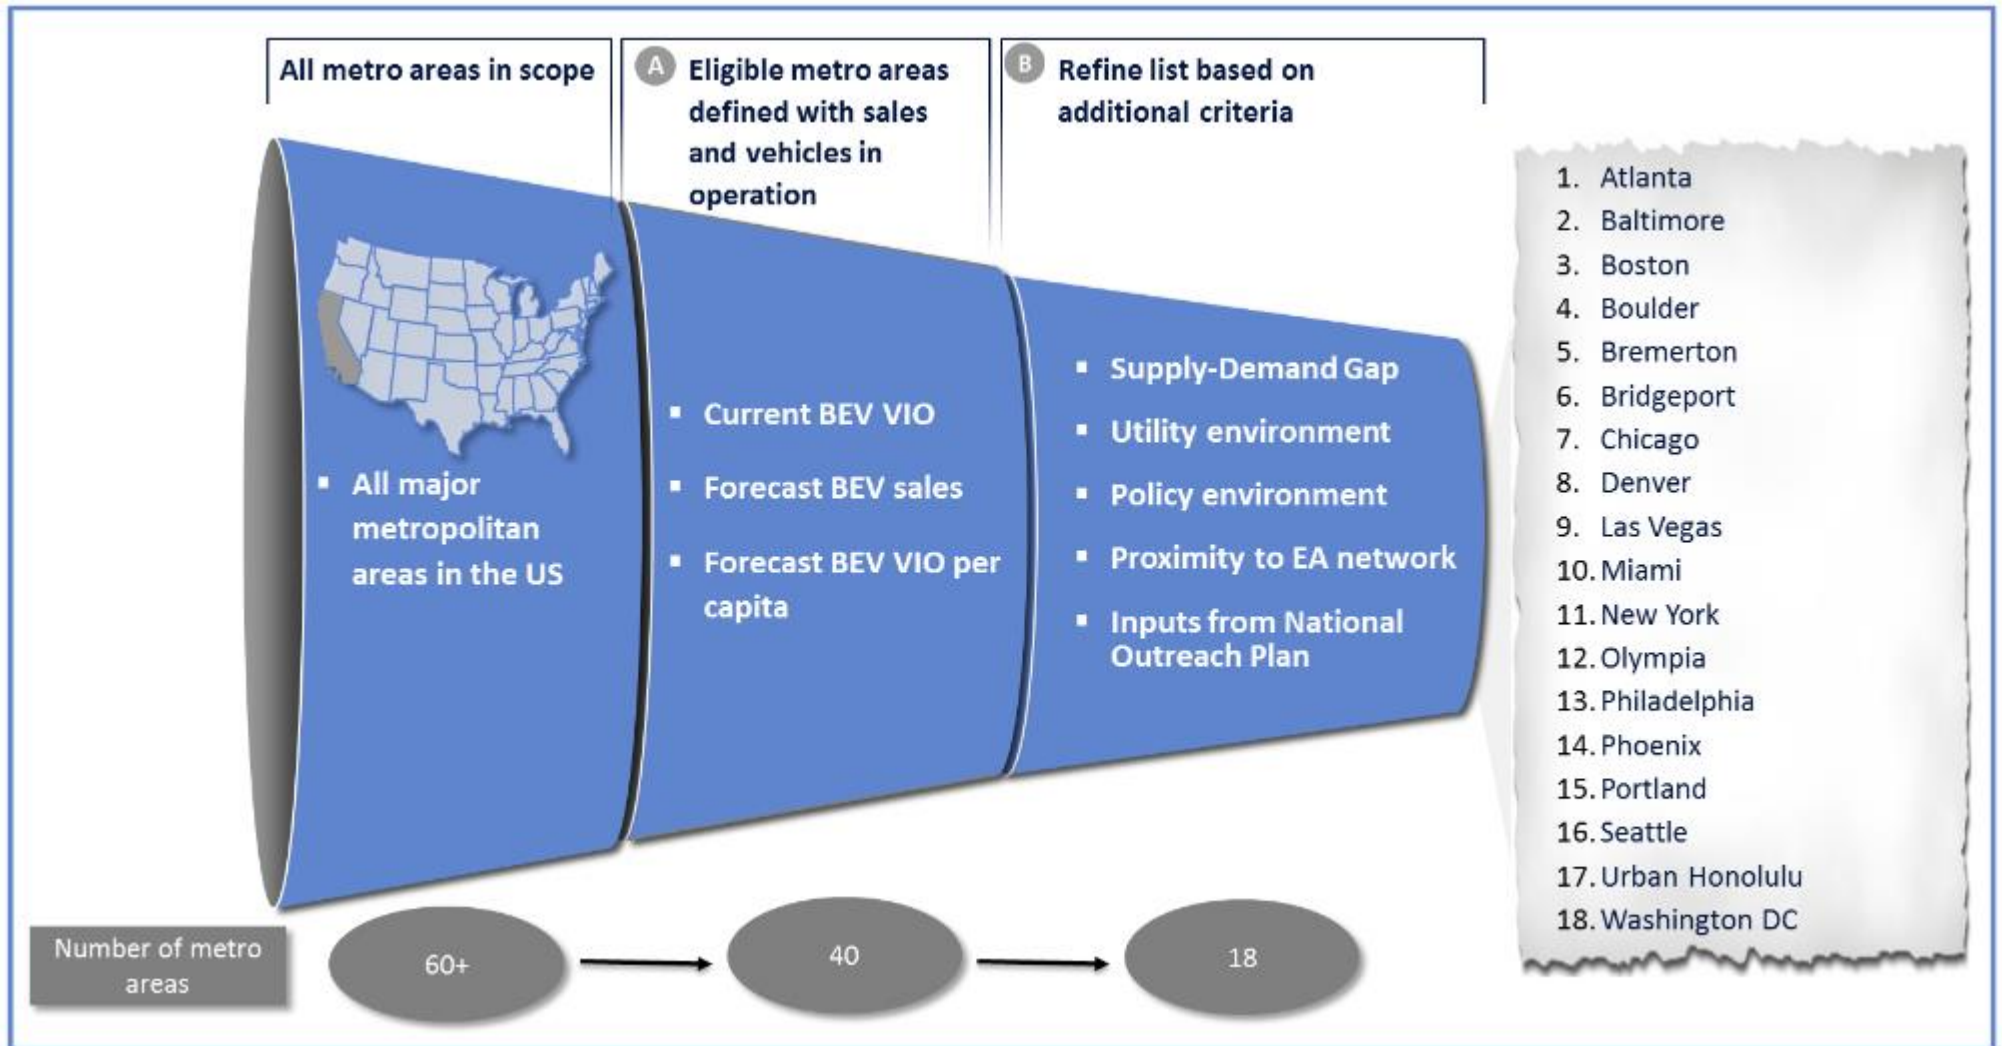 All metro areas in scope
A
Eligible metro areas
defined with sales
and vehicles in
operation
B
Refine list based on
additional criteria
▪ All major
metropolitan
areas in the US
▪ Current BEV VIO
▪ Forecast BEV sales
▪ Forecast BEV VIO per
capita
▪ Supply-Demand Gap
▪ Utility environment
▪ Policy environment
▪ Proximity to EA network
▪ Inputs from National
Outreach Plan
1. Atlanta
2. Baltimore
3. Boston
4. Boulder
5. Bremerton
6. Bridgeport
7. Chicago
8. Denver
9. Las Vegas
10. Miami
11. New York
12. Olympia
13. Philadelphia
14. Phoenix
15. Portland
16. Seattle
17. Urban Honolulu
18. Washington DC
Number of metro
areas
60+
40
18